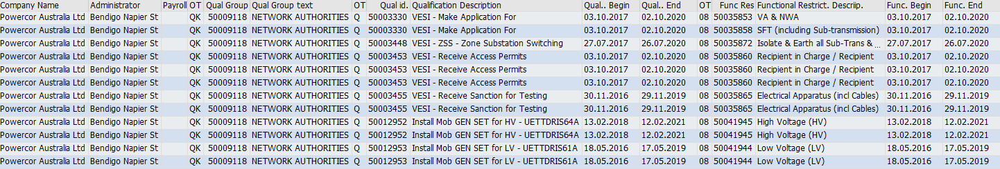 Company Name Administrator Payroll OT Qual Group Qual Group text OT Qual id. Qualification Description Qual.. Begin Qual.. End OT Func Res Functional Restrict. Descriip. Func. Begin Func. End
Powercor Australia Ltd Bendigo Napier St QK 50009118 NETWORK AUTHORITIES Q 50003330 VESI - Make Application For 03.10.2017 02.10.2020 08 50035853 VA & NWA 03.10.2017 02.10.2020
Powercor Australia Ltd Bendigo Napier St QK 50009118 NETWORK AUTHORITIES Q 50003330 VESI - Make Application For 03.10.2017 02.10.2020 08 50035858 SFT (including Sub-transmission) 03.10.2017 02.10.2020
Powercor Australia Ltd Bendigo Napier St QK 50009118 NETWORK AUTHORITIES Q 50003448 VESI - ZSS - Zone Substation Switching 27.07.2017 26.07.2020 08 50035872 Isolate & Earth all Sub-Trans & ... 27.07.2017 26.07.2020
Powercor Australia Ltd Bendigo Napier St QK 50009118 NETWORK AUTHORITIES Q 50003453 VESI - Receive Access Permits 03.10.2017 02.10.2020 08 50035860 Recipient in Charge / Recipient 03.10.2017 02.10.2020
Powercor Australia Ltd Bendigo Napier St QK 50009118 NETWORK AUTHORITIES Q 50003453 VESI - Receive Access Permits 03.10.2017 02.10.2020 08 50035860 Recipient in Charge / Recipient 03.10.2017 02.10.2020
Powercor Australia Ltd Bendigo Napier St QK 50009118 NETWORK AUTHORITIES Q 50003453 VESI - Receive Access Permits 03.10.2017 02.10.2020 08 50035860 Recipient in Charge / Recipient 03.10.2017 02.10.2020
Powercor Australia Ltd Bendigo Napier St QK 50009118 NETWORK AUTHORITIES Q 50003455 VESI - Receive Sanction for Testing 30.11.2016 29.11.2019 08 50035865 Electrical Apparatus (incl Cables) 30.11.2016 29.11.2019
Powercor Australia Ltd Bendigo Napier St QK 50009118 NETWORK AUTHORITIES Q 50003455 VESI - Receive Sanction for Testing 30.11.2016 29.11.2019 08 50035865 Electrical Apparatus (incl Cables) 30.11.2016 29.11.2019
Powercor Australia Ltd Bendigo Napier St QK 50009118 NETWORK AUTHORITIES Q 50012952 Install Mob GEN SET for HV - UETTDRIS64A 13.02.2018 12.02.2021 08 50041945 High Voltage (HV) 13.02.2018 12.02.2021
Powercor Australia Ltd Bendigo Napier St QK 50009118 NETWORK AUTHORITIES Q 50012952 Install Mob GEN SET for HV - UETTDRIS64A 13.02.2018 12.02.2021 08 50041945 High Voltage (HV) 13.02.2018 12.02.2021
Powercor Australia Ltd Bendigo Napier St QK 50009118 NETWORK AUTHORITIES Q 50012953 Install Mob GEN SET for LV - UETTDRIS61A 18.05.2016 17.05.2019 08 50041944 Low Voltage (LV) 18.05.2016 17.05.2019
Powercor Australia Ltd Bendigo Napier St QK 50009118 NETWORK AUTHORITIES Q 50012953 Install Mob GEN SET for LV - UETTDRIS61A 18.05.2016 17.05.2019 08 50041944 Low Voltage (LV) 18.05.2016 17.05.2019